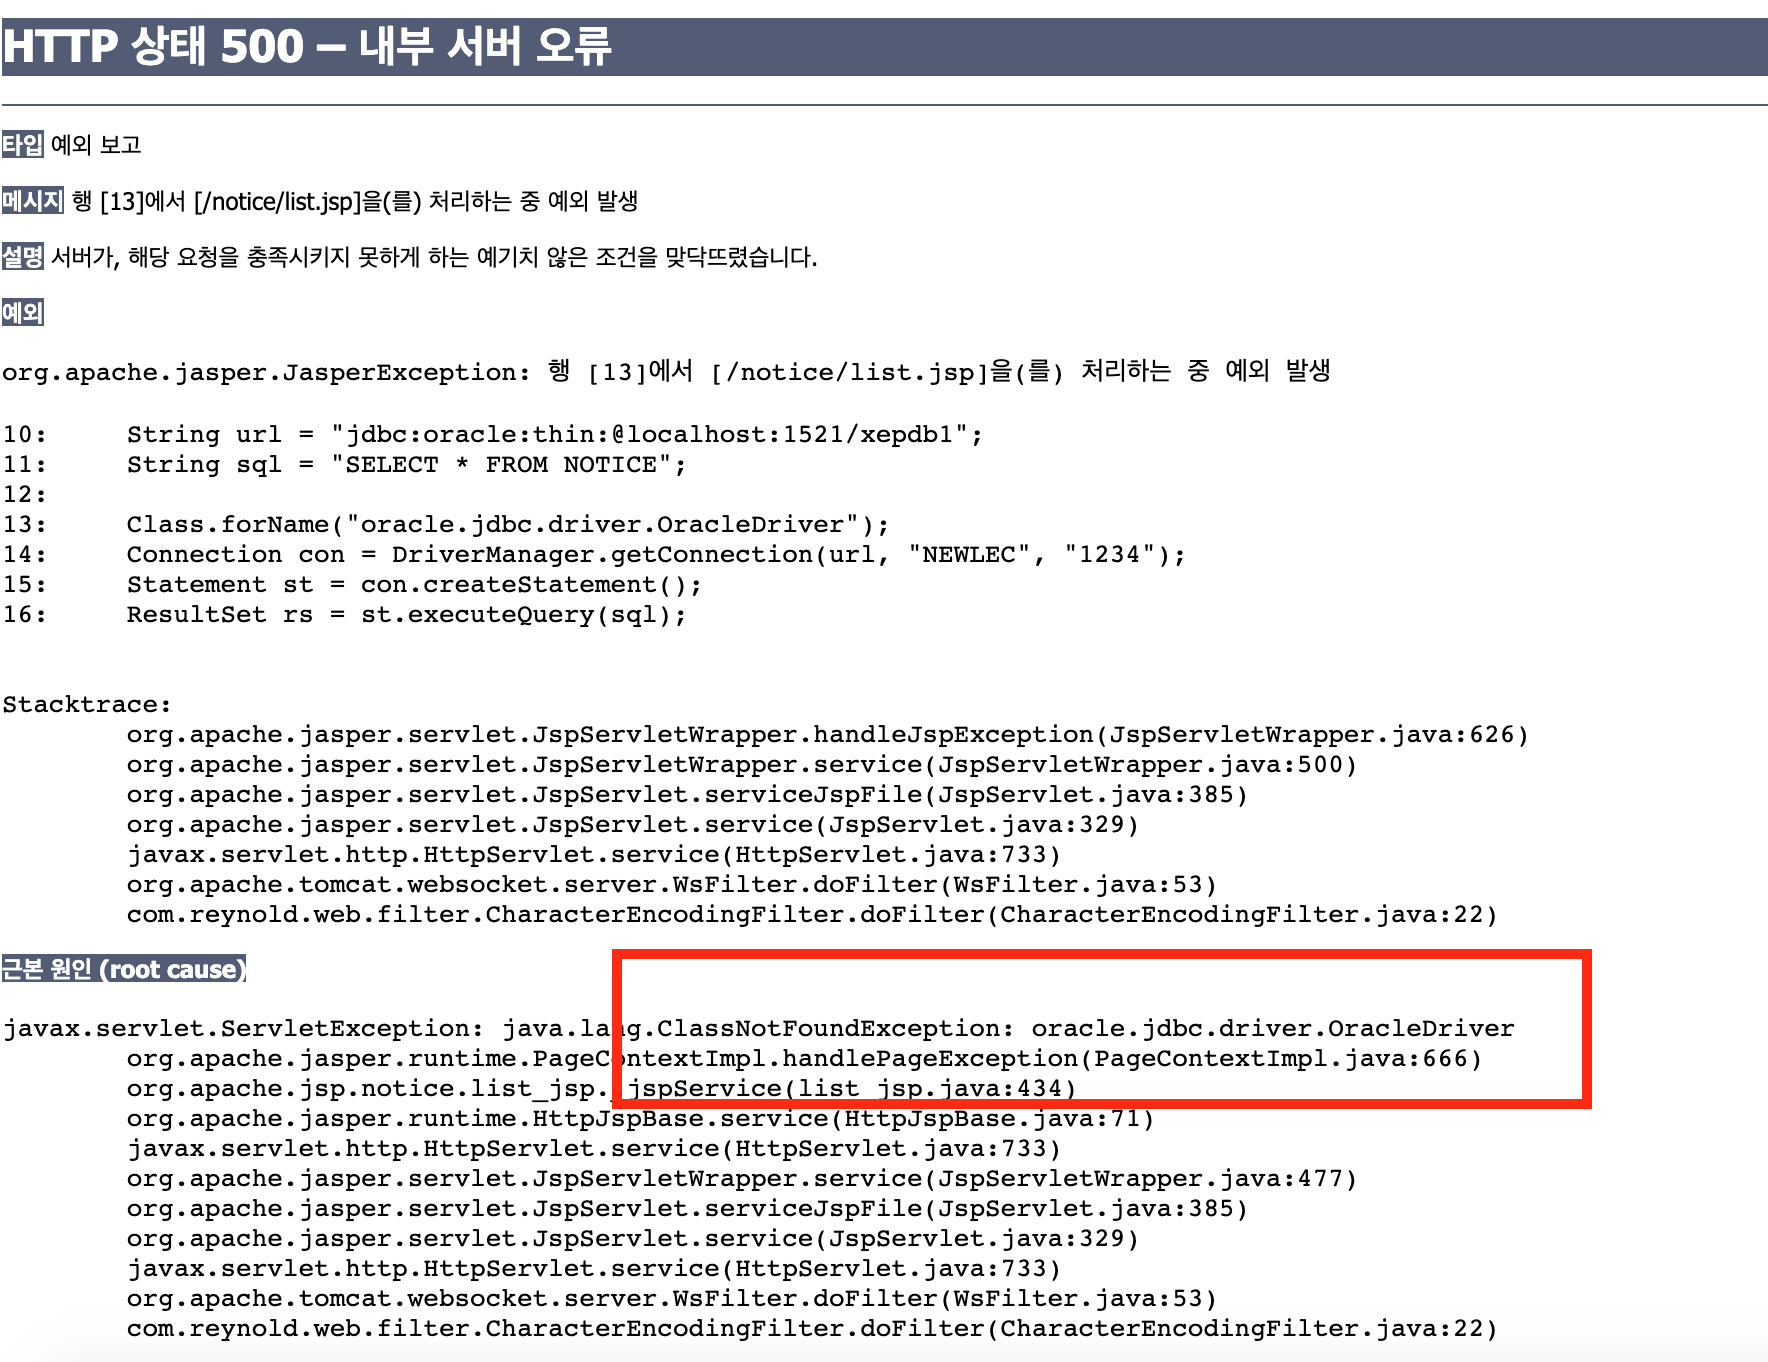 HTTP 상태 500 – 내부 서버 오류
타입 예외 보고
메시지 행 [13]에서 [/notice/list.jsp]을(를) 처리하는 중 예외 발생
설명 서버가, 해당 요청을 충족시키지 못하게 하는 예기치 않은 조건을 맞닥뜨렸습니다.
예외
org.apache.jasper.JasperException: 행 [13]에서 [/notice/list.jsp]을(를) 처리하는 중 예외 발생
10:     String url = "jdbc:oracle:thin:@localhost:1521/xepdb1";
11:     String sql = "SELECT * FROM NOTICE";
12:
13:     Class.forName("oracle.jdbc.driver.OracleDriver");
14:     Connection con = DriverManager.getConnection(url, "NEWLEC", "1234");
15:     Statement st = con.createStatement();
16:     ResultSet rs = st.executeQuery(sql);
Stacktrace:
org.apache.jasper.servlet.JspServletWrapper.handleJspException(JspServletWrapper.java:626)
org.apache.jasper.servlet.JspServletWrapper.service(JspServletWrapper.java:500)
org.apache.jasper.servlet.JspServlet.serviceJspFile(JspServlet.java:385)
org.apache.jasper.servlet.JspServlet.service(JspServlet.java:329)
javax.servlet.http.HttpServlet.service(HttpServlet.java:733)
org.apache.tomcat.websocket.server.WsFilter.doFilter(WsFilter.java:53)
com.reynold.web.filter.CharacterEncodingFilter.doFilter(CharacterEncodingFilter.java:22)
근본 원인 (root cause)
javax.servlet.ServletException: java.lang.ClassNotFoundException: oracle.jdbc.driver.OracleDriver
org.apache.jasper.runtime.PageContextImpl.handlePageException(PageContextImpl.java:666)
org.apache.jsp.notice.list_jsp._jspService(list_jsp.java:434)
org.apache.jasper.runtime.HttpJspBase.service(HttpJspBase.java:71)
javax.servlet.http.HttpServlet.service(HttpServlet.java:733)
org.apache.jasper.servlet.JspServletWrapper.service(JspServletWrapper.java:477)
org.apache.jasper.servlet.JspServlet.serviceJspFile(JspServlet.java:385)
org.apache.jasper.servlet.JspServlet.service(JspServlet.java:329)
javax.servlet.http.HttpServlet.service(HttpServlet.java:733)
org.apache.tomcat.websocket.server.WsFilter.doFilter(WsFilter.java:53)
com.reynold.web.filter.CharacterEncodingFilter.doFilter(CharacterEncodingFilter.java:22)